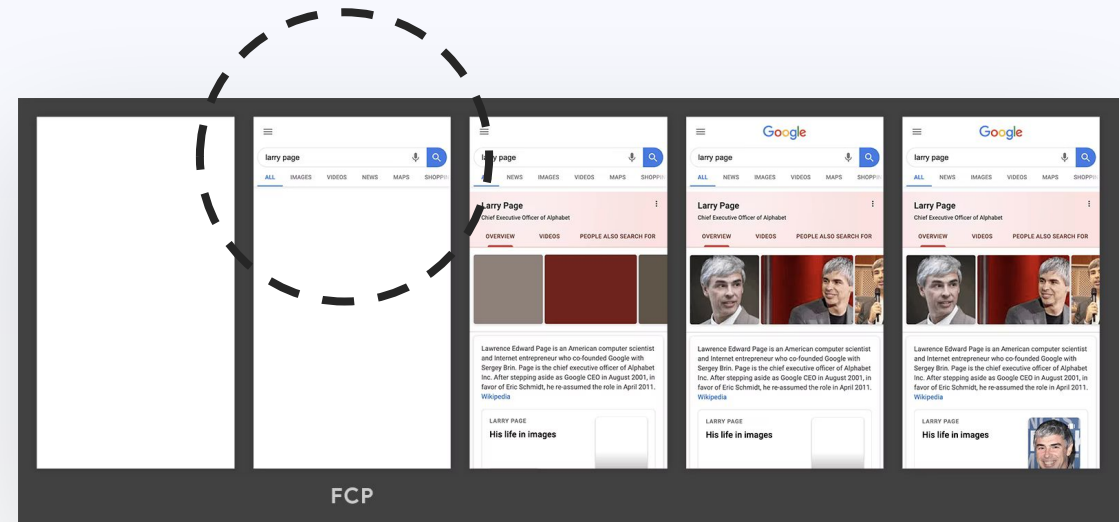 larry page
ALL IMAGES VIDEOS NEWS MAPS SHOPPIN
larry page
NEWS IMAGES VIDEOS MAPS SHOPPIN
Larry Page
Chief Executive Officer of Alphabet
OVERVIEW VIDEOS PEOPLE ALSO SEARCH FOR
Lawrence Edward Page is an American computer scientist
and Internet entrepreneur who co-founded Google with
Sergey Brin. Page is the chief executive officer of Alphabet
Inc. After stepping aside as Google CEO in August 2001, in
favor of Eric Schmidt, he re-assumed the role in April 2011.
Wikipedia
LARRY PAGE
His life in images
Google
larry page
ALL NEWS IMAGES VIDEOS MAPS SHOPPIN
Larry Page
Chief Executive Officer of Alphabet
OVERVIEW VIDEOS PEOPLE ALSO SEARCH FOR
Lawrence Edward Page is an American computer scientist
and Internet entrepreneur who co-founded Google with
Sergey Brin. Page is the chief executive officer of Alphabet
Inc. After stepping aside as Google CEO in August 2001, in
favor of Eric Schmidt, he re-assumed the role in April 2011.
Wikipedia
LARRY PAGE
His life in images
Google
larry page
ALL NEWS IMAGES VIDEOS MAPS SHOPPIN
Larry Page
Chief Executive Officer of Alphabet
OVERVIEW VIDEOS PEOPLE ALSO SEARCH FOR
Lawrence Edward Page is an American computer scientist
and Internet entrepreneur who co-founded Google with
Sergey Brin. Page is the chief executive officer of Alphabet
Inc. After stepping aside as Google CEO in August 2001, in
favor of Eric Schmidt, he re-assumed the role in April 2011.
Wikipedia
LARRY PAGE
His life in images
FCP